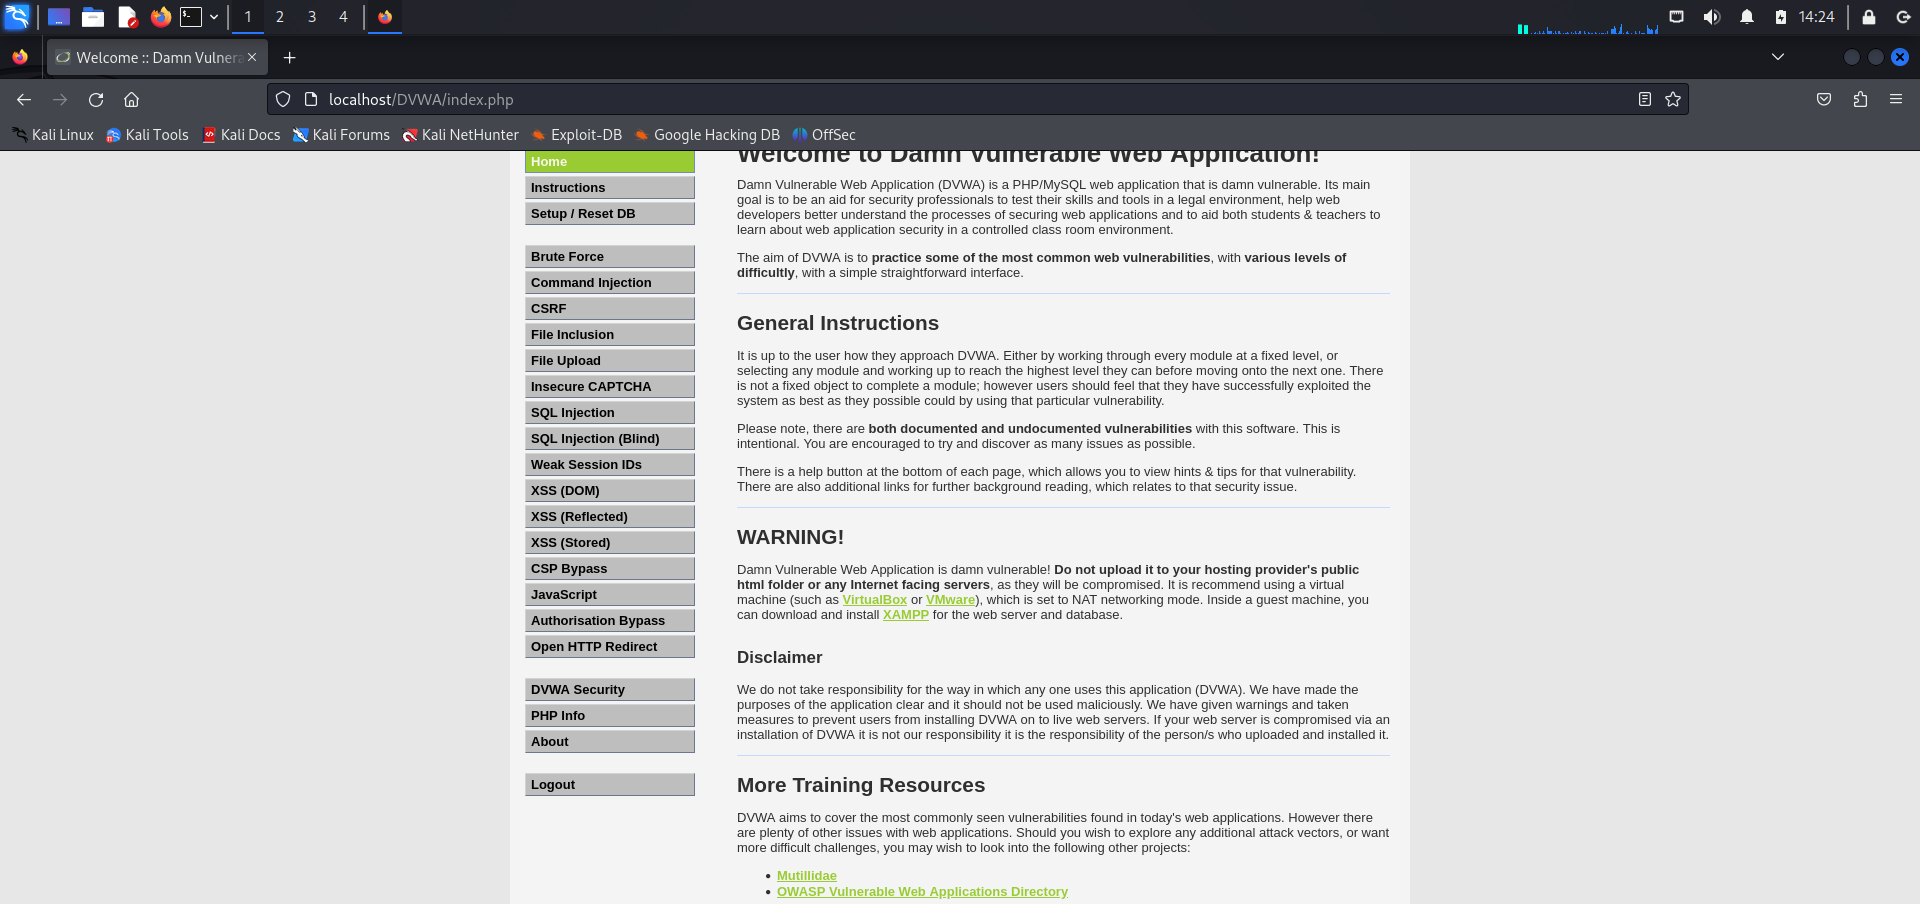 1 2 3 4
14:24
Welcome :: Damn Vulnera
localhost/DVWA/index.php
Kali Linux Kali Tools Kali Docs Kali Forums Kali NetHunter Exploit-DB Google Hacking DB OffSec
Home
Instructions
Setup / Reset DB
Brute Force
Command Injection
CSRF
File Inclusion
File Upload
Insecure CAPTCHA
SQL Injection
SQL Injection (Blind)
Weak Session IDs
XSS (DOM)
XSS (Reflected)
XSS (Stored)
CSP Bypass
JavaScript
Authorisation Bypass
Open HTTP Redirect
DVWA Security
PHP Info
About
Logout
Welcome to Damn Vulnerable Web Application!
Damn Vulnerable Web Application (DVWA) is a PHP/MySQL web application that is damn vulnerable. Its main
goal is to be an aid for security professionals to test their skills and tools in a legal environment, help web
developers better understand the processes of securing web applications and to aid both students & teachers to
learn about web application security in a controlled class room environment.
The aim of DVWA is to practice some of the most common web vulnerabilities, with various levels of
difficultly, with a simple straightforward interface.
General Instructions
It is up to the user how they approach DVWA. Either by working through every module at a fixed level, or
selecting any module and working up to reach the highest level they can before moving onto the next one. There
is not a fixed object to complete a module; however users should feel that they have successfully exploited the
system as best as they possible could by using that particular vulnerability.
Please note, there are both documented and undocumented vulnerabilities with this software. This is
intentional. You are encouraged to try and discover as many issues as possible.
There is a help button at the bottom of each page, which allows you to view hints & tips for that vulnerability.
There are also additional links for further background reading, which relates to that security issue.
WARNING!
Damn Vulnerable Web Application is damn vulnerable! Do not upload it to your hosting provider's public
html folder or any Internet facing servers, as they will be compromised. It is recommend using a virtual
machine (such as VirtualBox or VMware), which is set to NAT networking mode. Inside a guest machine, you
can download and install XAMPP for the web server and database.
Disclaimer
We do not take responsibility for the way in which any one uses this application (DVWA). We have made the
purposes of the application clear and it should not be used maliciously. We have given warnings and taken
measures to prevent users from installing DVWA on to live web servers. If your web server is compromised via an
installation of DVWA it is not our responsibility it is the responsibility of the person/s who uploaded and installed it.
More Training Resources
DVWA aims to cover the most commonly seen vulnerabilities found in today's web applications. However there
are plenty of other issues with web applications. Should you wish to explore any additional attack vectors, or want
more difficult challenges, you may wish to look into the following other projects:
• Mutillidae
• OWASP Vulnerable Web Applications Directory